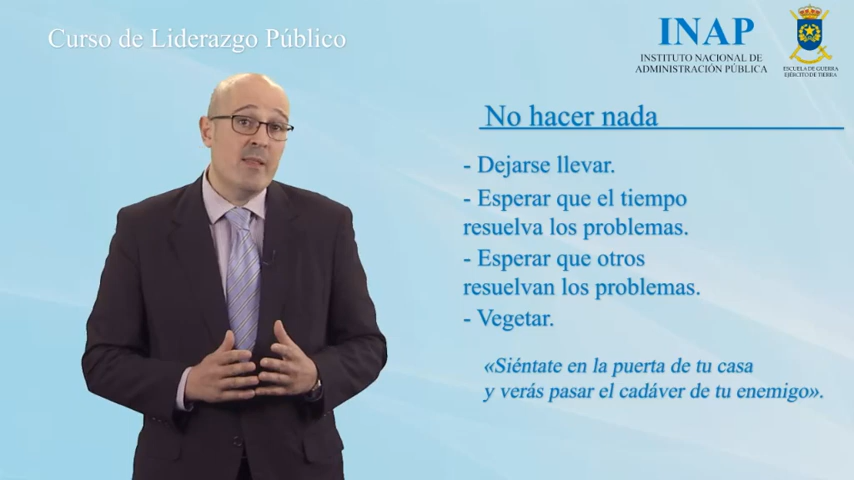 Curso de Liderazgo Público
INAP
INSTITUTO NACIONAL DE
ADMINISTRACIÓN PÚBLICA
ESCUELA DE GUERRA
EJÉRCITO DE TIERRA
No hacer nada
- Dejarse llevar.
- Esperar que el tiempo
resuelva los problemas.
- Esperar que otros
resuelvan los problemas.
- Vegetar.
«Siéntate en la puerta de tu casa
y verás pasar el cadáver de tu enemigo».